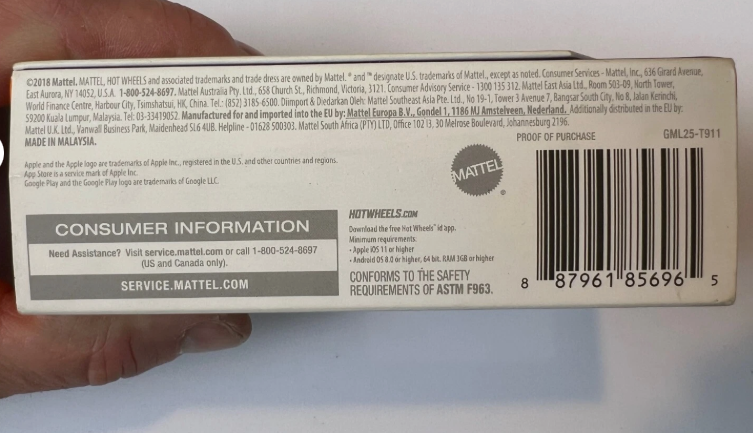 ©2018 Mattel. MATTEL, HOT WHEELS and associated trademarks and trade dress are owned by Mattel. ® and ™ designate U.S. trademarks of Mattel, except as noted. Consumer Services - Mattel, Inc., 636 Girard Avenue,
East Aurora, NY 14052, U.S.A. 1-800-524-8697. Mattel Australia Pty. Ltd., 658 Church St., Richmond, Victoria, 3121. Consumer Advisory Service - 1300 135 312. Mattel East Asia Ltd., Room 503-09, North Tower,
World Finance Centre, Harbour City, Tsimshatsui, HK, China. Tel.: (852) 3185-6500. Diimport & Diedarkan Oleh: Mattel Southeast Asia Pte. Ltd., No 19-1, Tower 3 Avenue 7, Bangsar South City, No 8, Jalan Kerinchi,
59200 Kuala Lumpur, Malaysia. Tel: 03-33419052. Manufactured for and imported into the EU by: Mattel Europa B.V., Gondel 1, 1186 MJ Amstelveen, Nederland. Additionally distributed in the EU by:
Mattel U.K. Ltd., Vanwall Business Park, Maidenhead SL6 4UB. Helpline - 01628 500303. Mattel South Africa (PTY) LTD, Office 102 I3, 30 Melrose Boulevard, Johannesburg 2196.
MADE IN MALAYSIA.
PROOF OF PURCHASE
GML25-T911
Apple and the Apple logo are trademarks of Apple Inc., registered in the U.S. and other countries and regions.
App Store is a service mark of Apple Inc.
Google Play and the Google Play logo are trademarks of Google LLC.
MATTEL
®
CONSUMER INFORMATION
Need Assistance? Visit service.mattel.com or call 1-800-524-8697
(US and Canada only).
SERVICE.MATTEL.COM
HOTWHEELS.COM
Download the free Hot Wheels™ id app.
Minimum requirements:
• Apple iOS 11 or higher
• Android OS 8.0 or higher, 64 bit, RAM 3GB or higher
CONFORMS TO THE SAFETY
REQUIREMENTS OF ASTM F963.
8 87961 85696 5